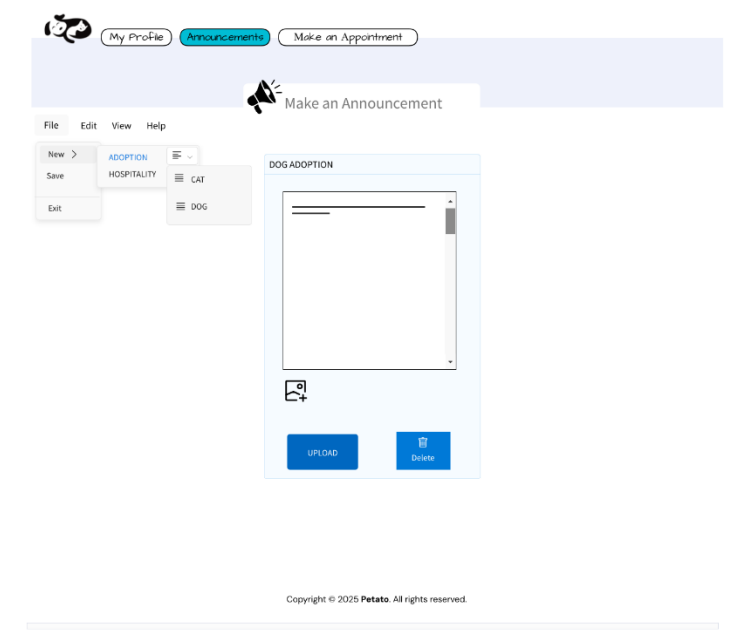 My Profile Announcements Make an Appointment
Make an Announcement
File Edit View Help
New
Save
Exit
ADOPTION
HOSPITALITY
CAT
DOG
DOG ADOPTION
UPLOAD
Delete
Copyright © 2025 Petato. All rights reserved.